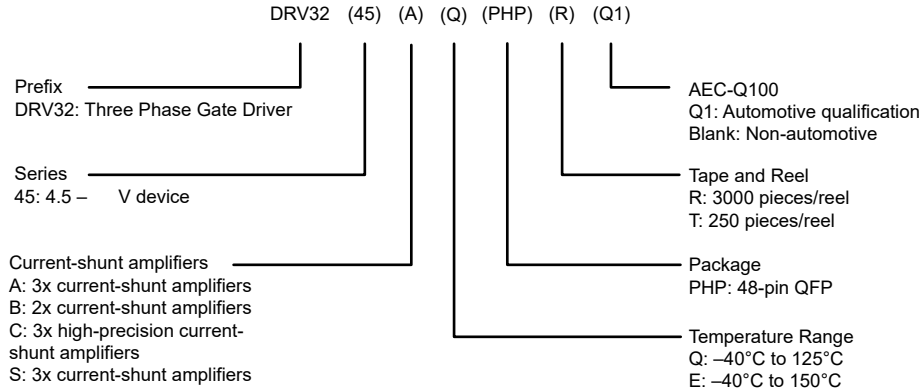 DRV32 (45) (A) (Q) (PHP) (R) (Q1)
Prefix
DRV32: Three Phase Gate Driver
Series
45: 4.5 – V device
Current-shunt amplifiers
A: 3x current-shunt amplifiers
B: 2x current-shunt amplifiers
C: 3x high-precision current-
shunt amplifiers
S: 3x current-shunt amplifiers
AEC-Q100
Q1: Automotive qualification
Blank: Non-automotive
Tape and Reel
R: 3000 pieces/reel
T: 250 pieces/reel
Package
PHP: 48-pin QFP
Temperature Range
Q: –40°C to 125°C
E: –40°C to 150°C